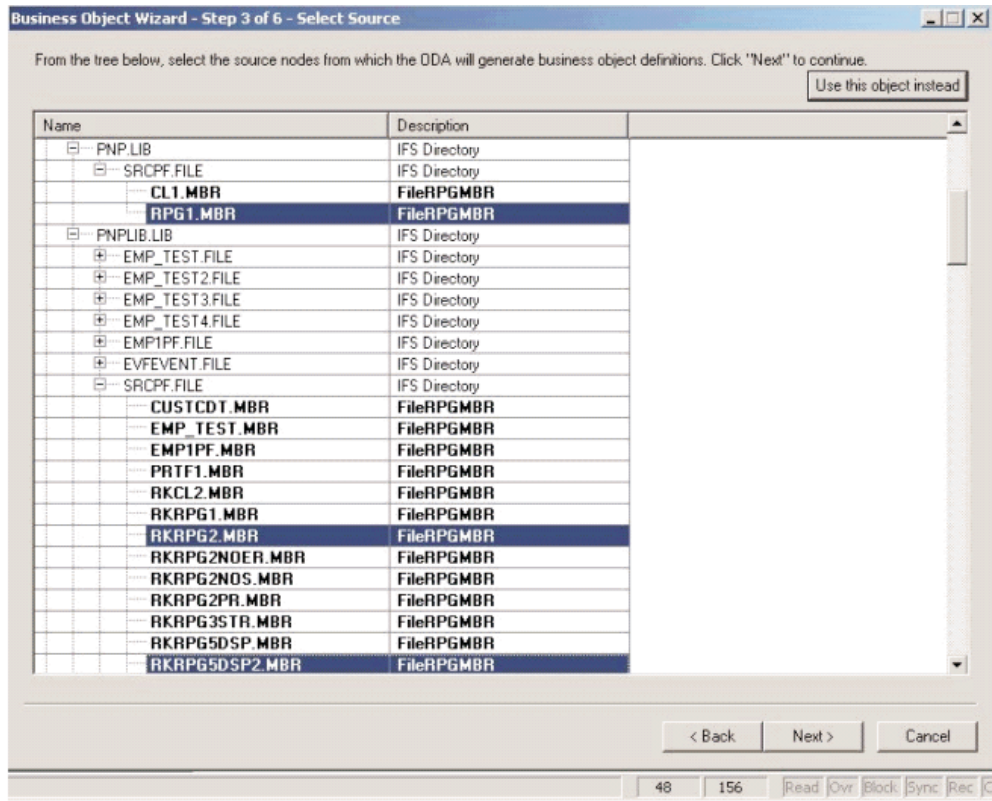 Business Object Wizard - Step 3 of 6 - Select Source
From the tree below, select the source nodes from which the ODA will generate business object definitions. Click "Next" to continue.
Use this object instead
Name Description
PNP.LIB IFS Directory
SRCPF.FILE IFS Directory
CL1.MBR FileRPGMBR
RPG1.MBR FileRPGMBR
PNPLIB.LIB IFS Directory
EMP_TEST.FILE IFS Directory
EMP_TEST2.FILE IFS Directory
EMP_TEST3.FILE IFS Directory
EMP_TEST4.FILE IFS Directory
EMP1PF.FILE IFS Directory
EVFEVENT.FILE IFS Directory
SRCPF.FILE IFS Directory
CUSTCDT.MBR FileRPGMBR
EMP_TEST.MBR FileRPGMBR
EMP1PF.MBR FileRPGMBR
PRTF1.MBR FileRPGMBR
RKCL2.MBR FileRPGMBR
RKRPG1.MBR FileRPGMBR
RKRPG2.MBR FileRPGMBR
RKRPG2NOER.MBR FileRPGMBR
RKRPG2NOS.MBR FileRPGMBR
RKRPG2PR.MBR FileRPGMBR
RKRPG3STR.MBR FileRPGMBR
RKRPG5DSP.MBR FileRPGMBR
RKRPG5DSP2.MBR FileRPGMBR
< Back Next > Cancel
48 156 Read Ovr Block Sync Rec